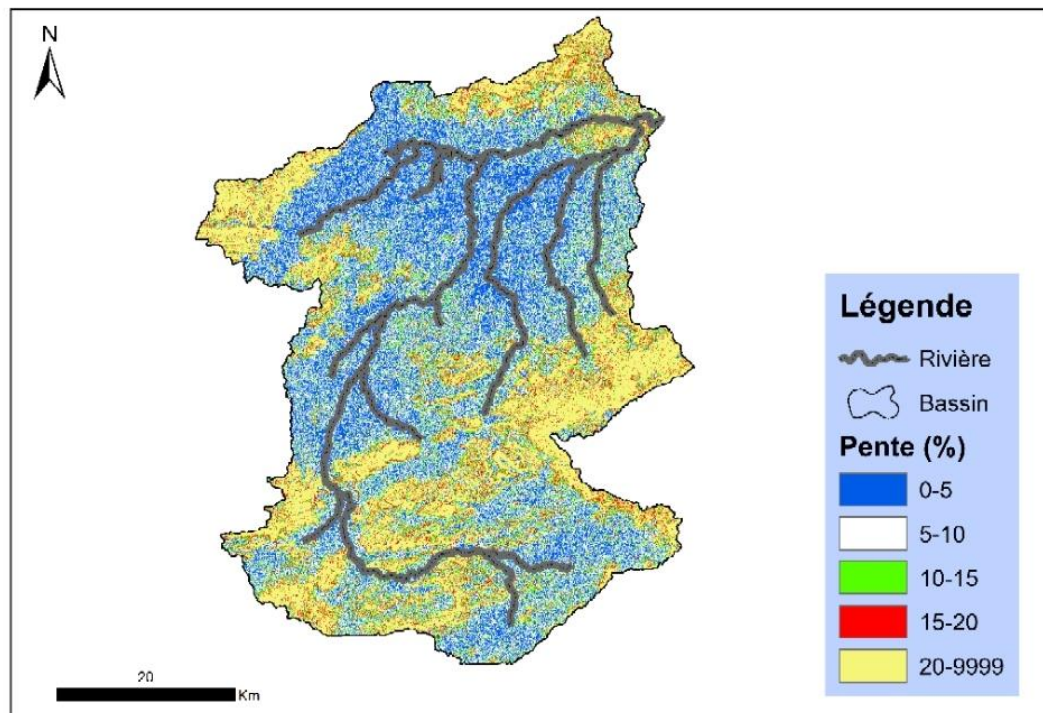 N
Légende
Rivière
Bassin
Pente (%)
0-5
5-10
10-15
15-20
20-9999
20
Km